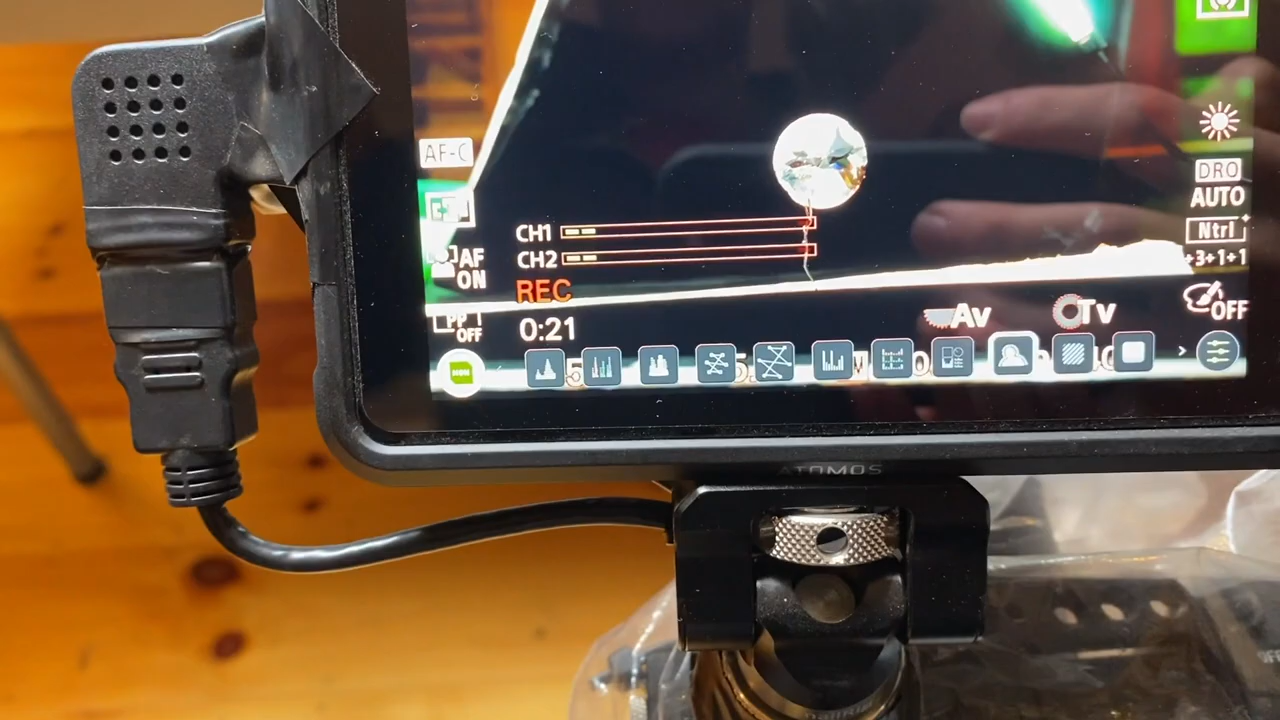 AF-C
DRO
AUTO
CH1
Ntrl
CH2
+3+1+1
AF
ON
REC
OFF
PP
OFF
0:21
Av
Tv
ATOMOS